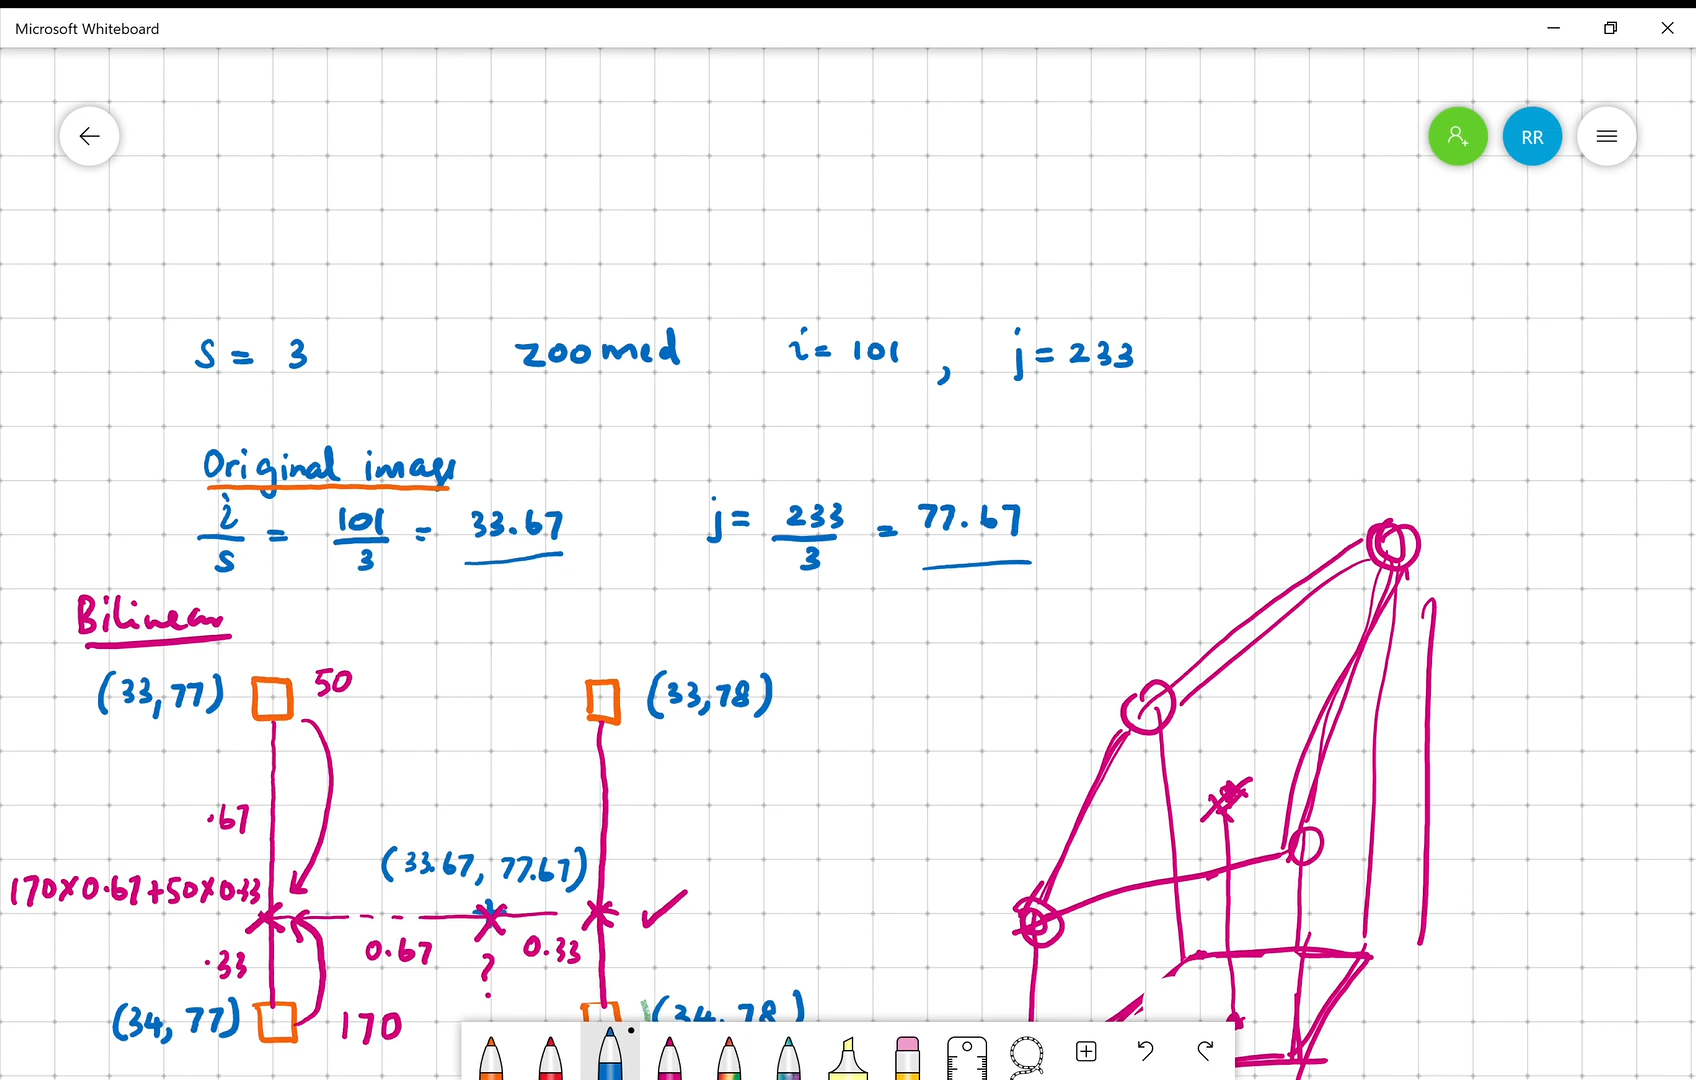 Microsoft Whiteboard
RR
s = 3 zoomed i = 101 , j = 233
Original image
i/s = 101/3 = 33.67 j = 233/3 = 77.67
Bilinear
(33,77) 50 (33,78)
.67
(33.67, 77.67)
170×0.67+50×0.33
0.67 0.33
.33 ?
(34, 77) 170 (34, 78)